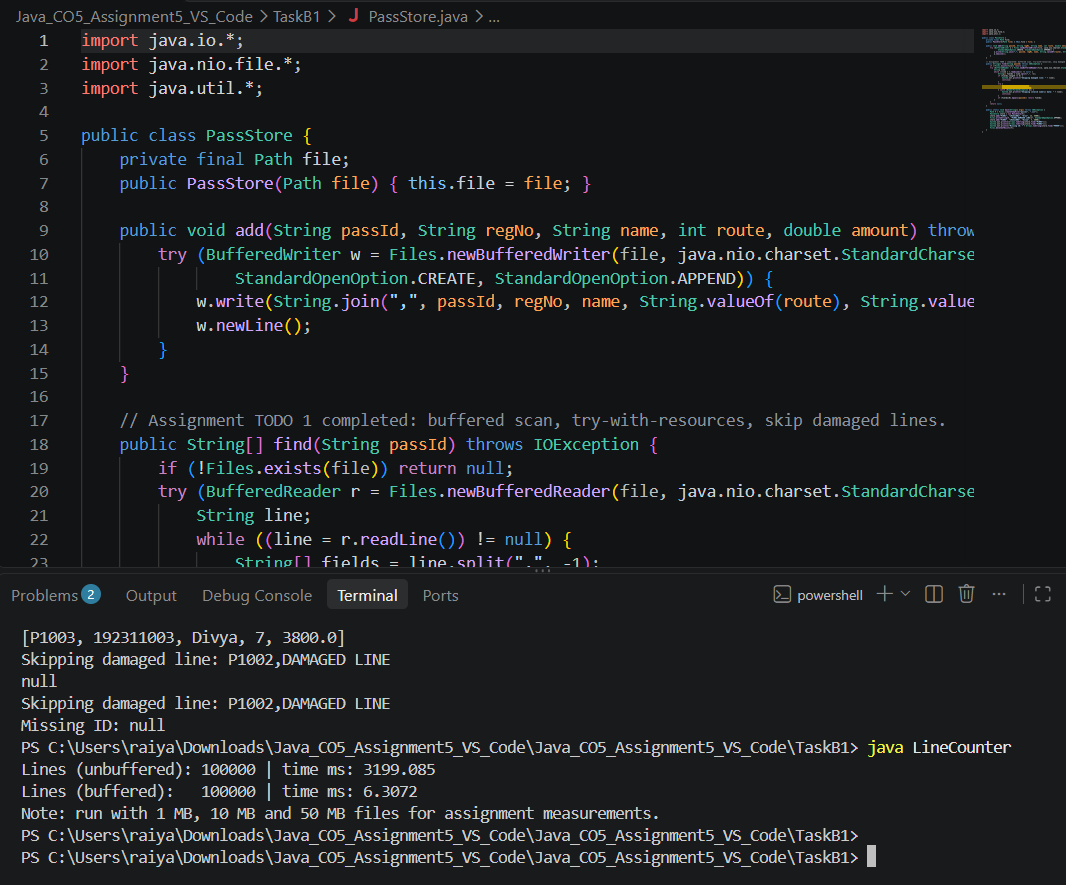 Java_CO5_Assignment5_VS_Code > TaskB1 > J PassStore.java > ...
1 import java.io.*;
2 import java.nio.file.*;
3 import java.util.*;
4
5 public class PassStore {
6 private final Path file;
7 public PassStore(Path file) { this.file = file; }
8
9 public void add(String passId, String regNo, String name, int route, double amount) throw
10 try (BufferedWriter w = Files.newBufferedWriter(file, java.nio.charset.StandardCharse
11 StandardOpenOption.CREATE, StandardOpenOption.APPEND)) {
12 w.write(String.join(",", passId, regNo, name, String.valueOf(route), String.value
13 w.newLine();
14 }
15 }
16
17 // Assignment TODO 1 completed: buffered scan, try-with-resources, skip damaged lines.
18 public String[] find(String passId) throws IOException {
19 if (!Files.exists(file)) return null;
20 try (BufferedReader r = Files.newBufferedReader(file, java.nio.charset.StandardCharse
21 String line;
22 while ((line = r.readLine()) != null) {
23 String[] fields = line.split(",", -1);
Problems 2 Output Debug Console Terminal Ports powershell
[P1003, 192311003, Divya, 7, 3800.0]
Skipping damaged line: P1002,DAMAGED LINE
null
Skipping damaged line: P1002,DAMAGED LINE
Missing ID: null
PS C:\Users\raiya\Downloads\Java_CO5_Assignment5_VS_Code\Java_CO5_Assignment5_VS_Code\TaskB1> java LineCounter
Lines (unbuffered): 100000 | time ms: 3199.085
Lines (buffered):   100000 | time ms: 6.3072
Note: run with 1 MB, 10 MB and 50 MB files for assignment measurements.
PS C:\Users\raiya\Downloads\Java_CO5_Assignment5_VS_Code\Java_CO5_Assignment5_VS_Code\TaskB1>
PS C:\Users\raiya\Downloads\Java_CO5_Assignment5_VS_Code\Java_CO5_Assignment5_VS_Code\TaskB1>